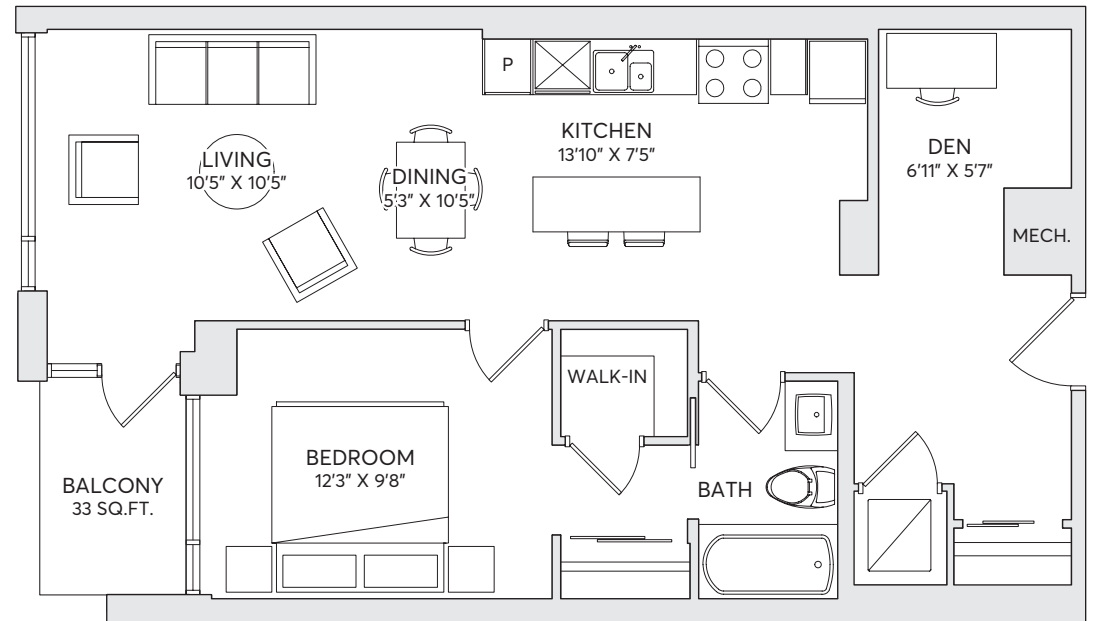 P
KITCHEN
13'10" X 7'5"
LIVING
10'5" X 10'5"
DINING
5'3" X 10'5"
DEN
6'11" X 5'7"
MECH.
WALK-IN
BEDROOM
12'3" X 9'8"
BATH
BALCONY
33 SQ.FT.